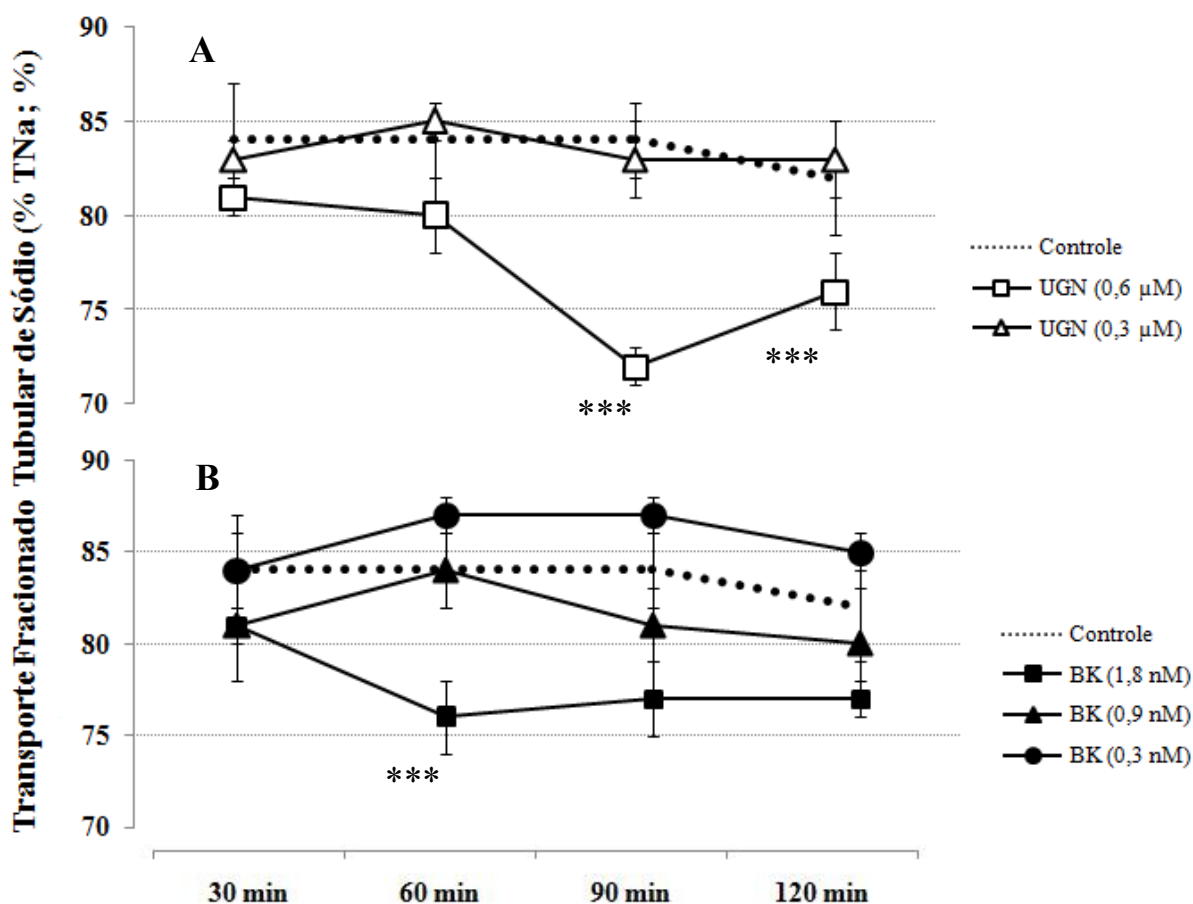 Transporte Fracionado Tubular de Sódio (% TNa ; %)
A
90
85
80
75
70
***
***
Controle
UGN (0,6 µM)
UGN (0,3 µM)
B
90
85
80
75
70
***
Controle
BK (1,8 nM)
BK (0,9 nM)
BK (0,3 nM)
30 min 60 min 90 min 120 min